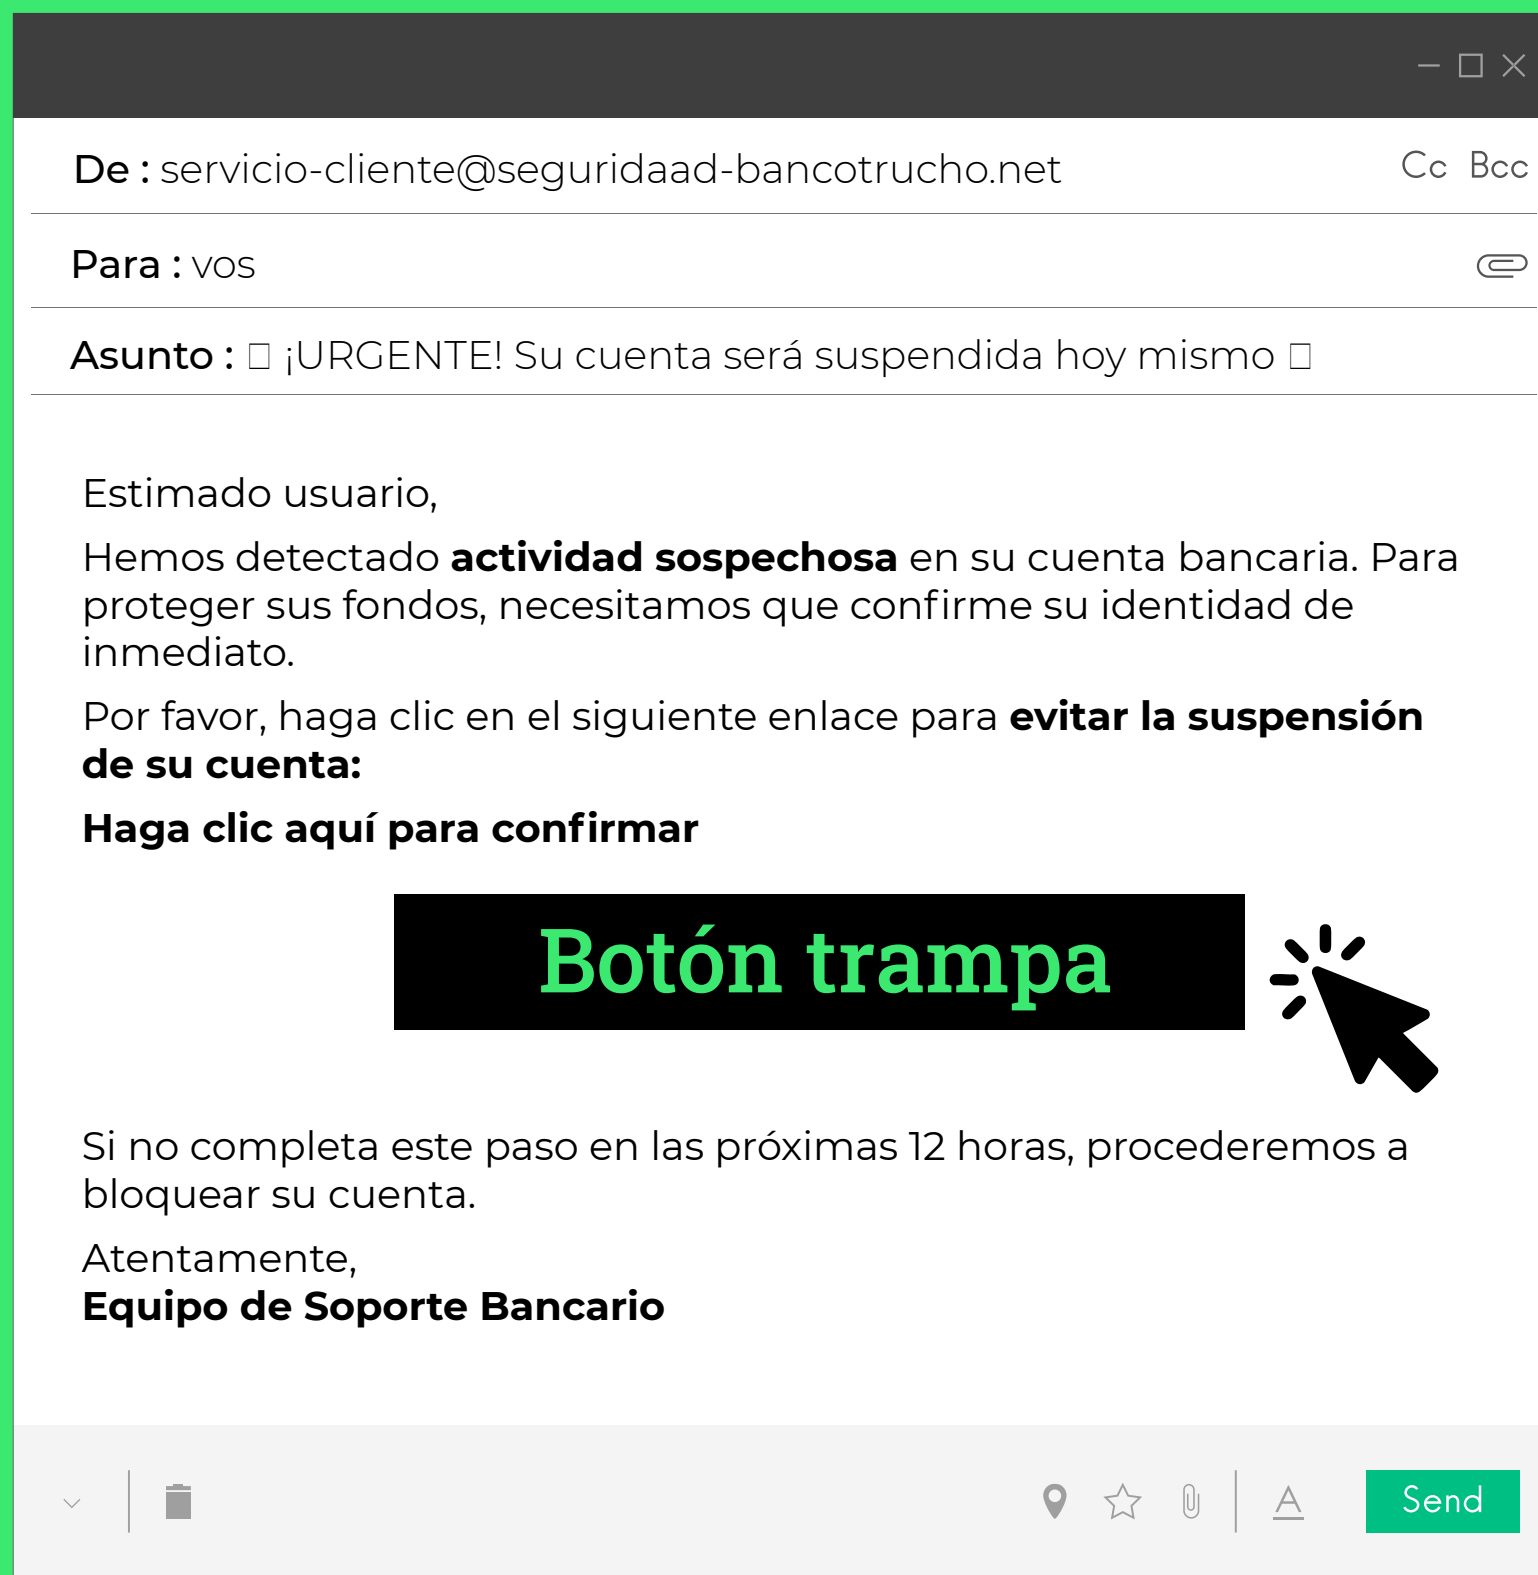 De : servicio-cliente@seguridaad-bancotrucho.net
Cc Bcc
Para : vos
Asunto : ¡URGENTE! Su cuenta será suspendida hoy mismo
Estimado usuario,
Hemos detectado actividad sospechosa en su cuenta bancaria. Para
proteger sus fondos, necesitamos que confirme su identidad de
inmediato.
Por favor, haga clic en el siguiente enlace para evitar la suspensión
de su cuenta:
Haga clic aquí para confirmar
Botón trampa
Si no completa este paso en las próximas 12 horas, procederemos a
bloquear su cuenta.
Atentamente,
Equipo de Soporte Bancario
A
Send